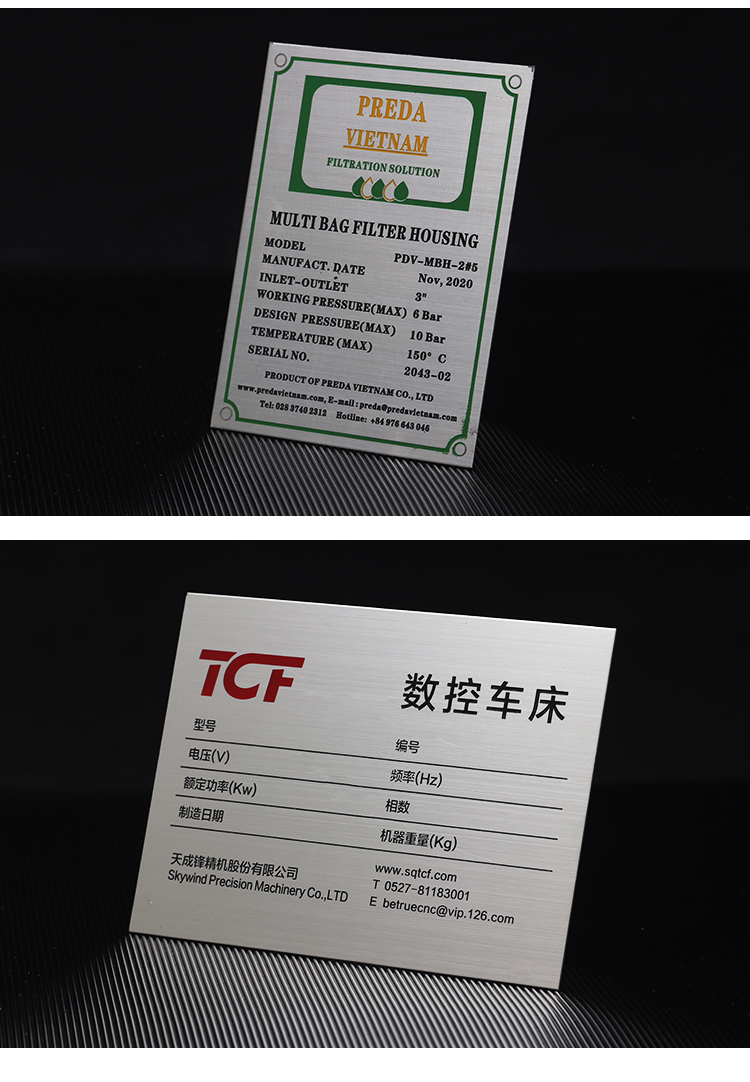 PREDA
VIETNAM
FILTRATION SOLUTION
MULTI BAG FILTER HOUSING
MODEL PDV-MBH-2#5
MANUFACT. DATE Nov, 2020
INLET-OUTLET 3"
WORKING PRESSURE(MAX) 6 Bar
DESIGN PRESSURE(MAX) 10 Bar
TEMPERATURE (MAX) 150° C
SERIAL NO. 2043-02
PRODUCT OF PREDA VIETNAM CO., LTD
www.predavietnam.com, E-mail : preda@predavietnam.com
Tel: 028 3740 2312 Hotline: +84 976 643 046
TCF 数控车床
型号 编号
电压(V) 频率(Hz)
额定功率(Kw) 相数
制造日期 机器重量(Kg)
天成锋精机股份有限公司 www.sqtcf.com
Skywind Precision Machinery Co.,LTD T 0527-81183001
E betruecnc@vip.126.com